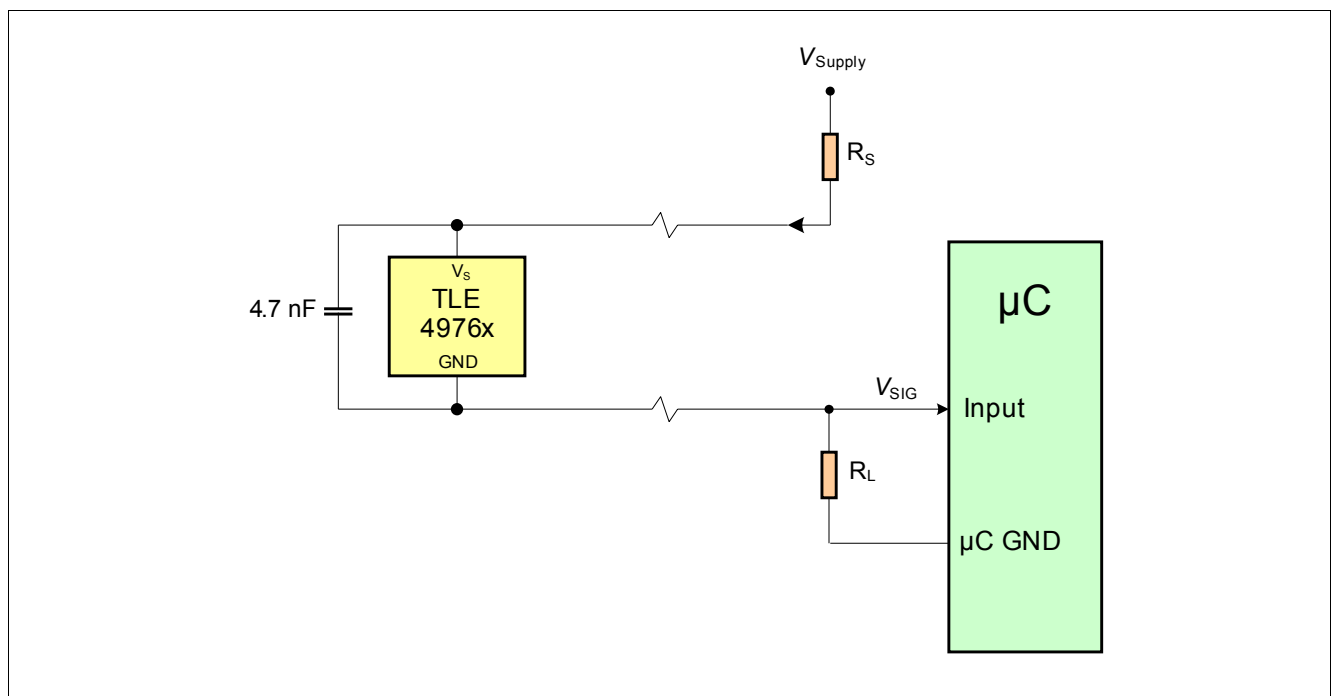 VSupply
RS
VS
TLE
4976x
GND
4.7 nF
µC
VSIG
Input
RL
µC GND